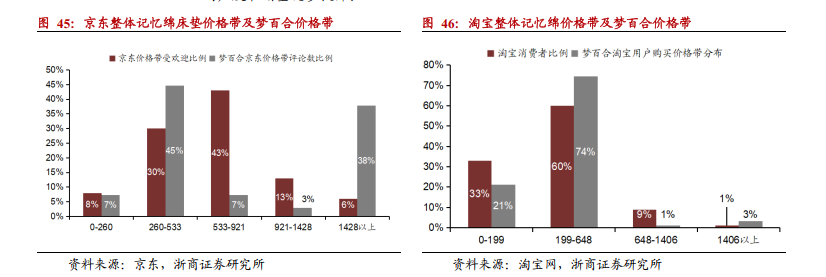 图 45：京东整体记忆绵床垫价格带及梦百合价格带
京东价格带受欢迎比例 梦百合京东价格带评论数比例
50%
45%
40%
35%
30%
25%
20%
15%
10%
5%
0%
8% 7% 30% 45% 43% 7% 13% 3% 6% 38%
0-260 260-533 533-921 921-1428 1428以上
资料来源：京东，浙商证券研究所
图 46：淘宝整体记忆绵价格带及梦百合价格带
淘宝消费者比例 梦百合淘宝用户购买价格带分布
80%
70%
60%
50%
40%
30%
20%
10%
0%
33% 21% 60% 74% 9% 1% 1% 3%
0-199 199-648 648-1406 1406以上
资料来源：淘宝网，浙商证券研究所